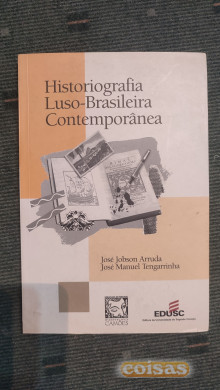 Historiografia
Luso-Brasileira
Contemporânea
José Jobson Arruda
José Manuel Tengarrinha
CAMÕES
EDUSC
coisas